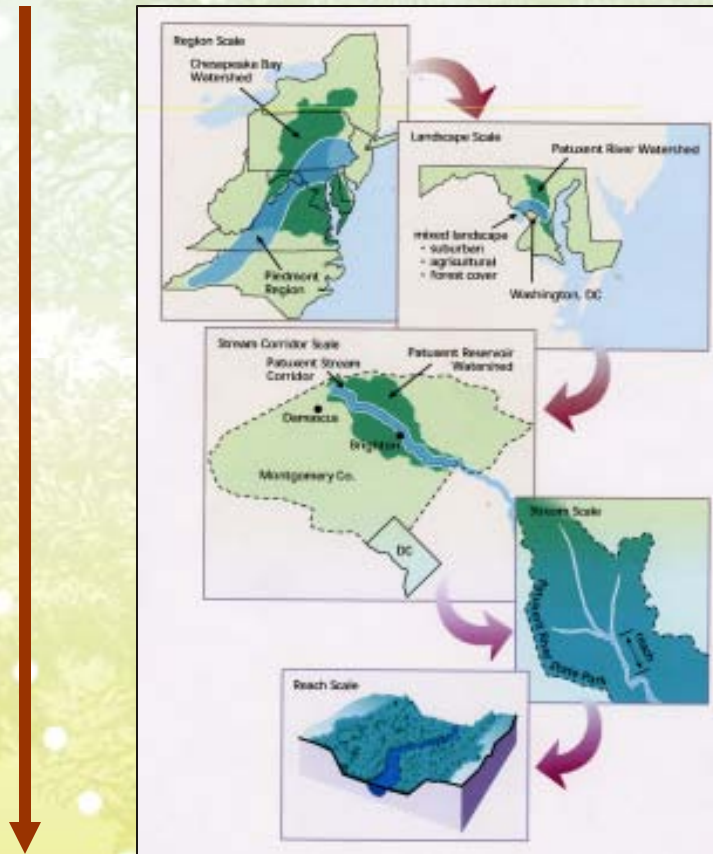 Region Scale
Chesapeake Bay
Watershed
Piedmont
Region
Landscape Scale
Patuxent River Watershed
mixed landscape
• suburban
• agricultural
• forest cover
Washington, DC
Stream Corridor Scale
Patuxent Stream
Corridor
Patuxent Reservoir
Watershed
Damascus
Brighton
Montgomery Co.
DC
Stream Scale
Patuxent River State Park
reach
Reach Scale